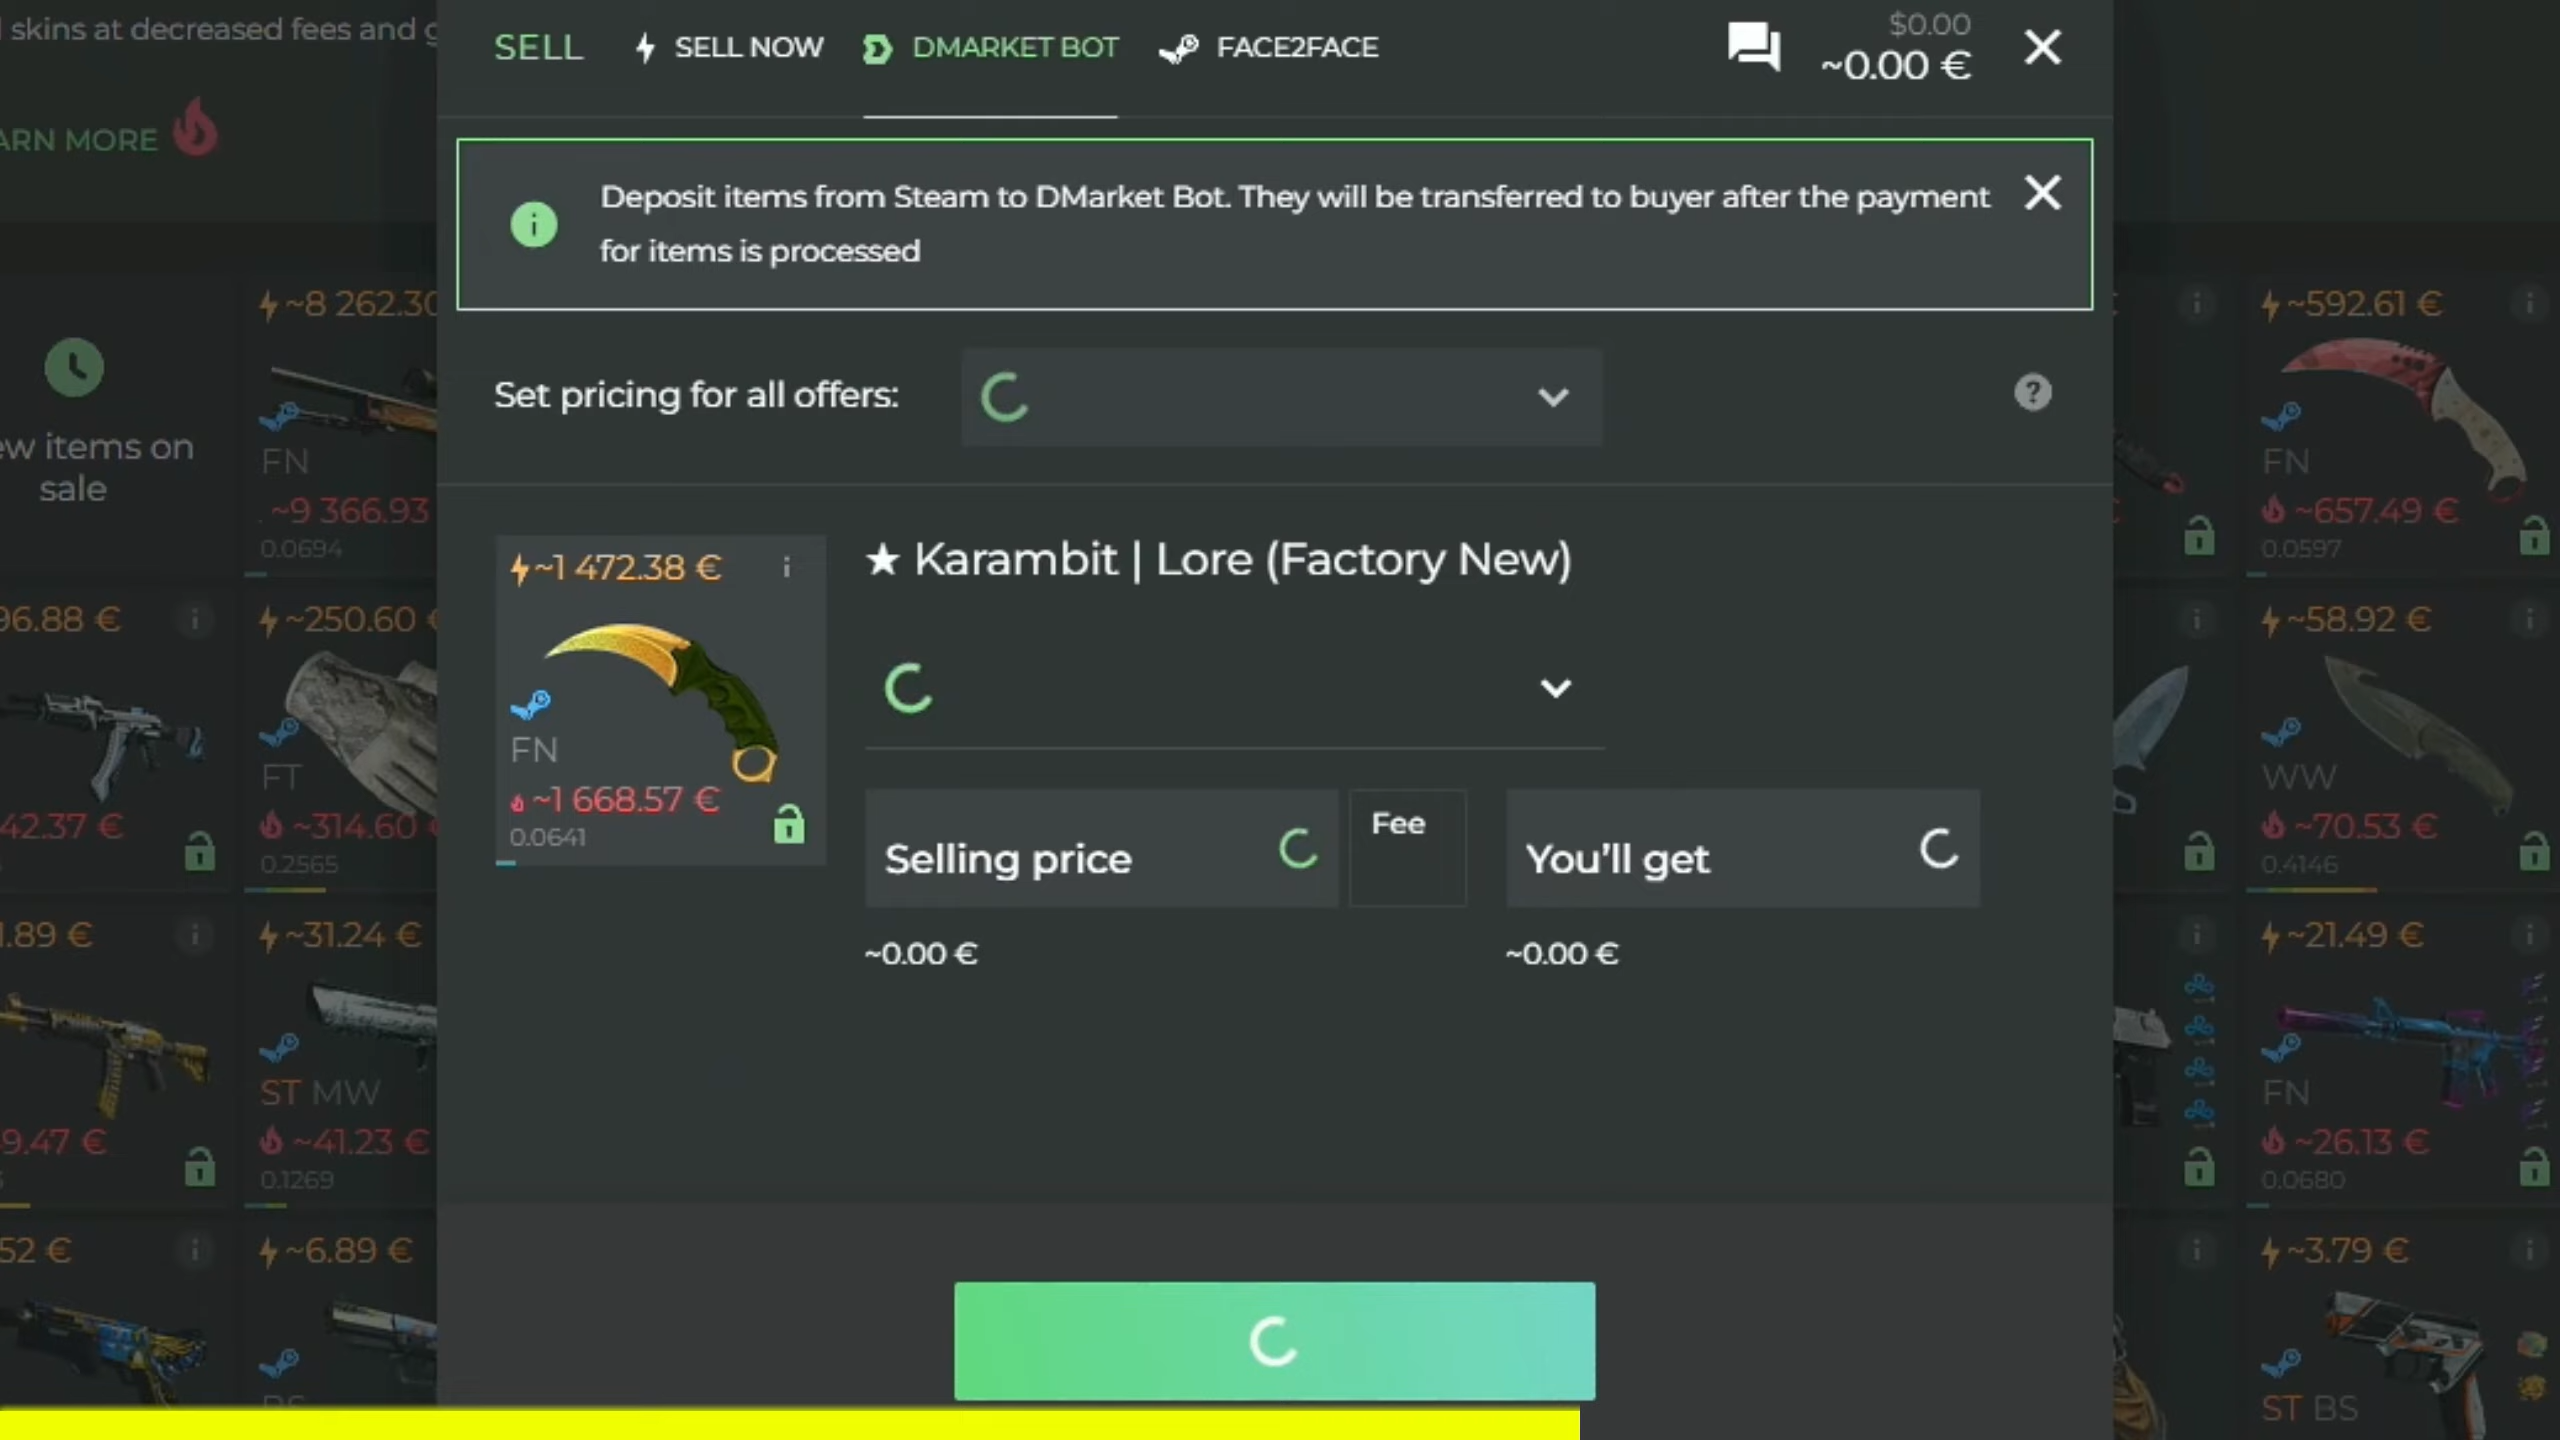 skins at decreased fees and
ARN MORE
SELL
SELL NOW
DMARKET BOT
FACE2FACE
$0.00
~0.00 €
Deposit items from Steam to DMarket Bot. They will be transferred to buyer after the payment
for items is processed
Set pricing for all offers:
?
ew items on
sale
~8 262.30
FN
~9 366.93
0.0694
~592.61 €
FN
~657.49 €
0.0597
~1 472.38 €
FN
~1 668.57 €
0.0641
★ Karambit | Lore (Factory New)
Selling price
Fee
You'll get
~0.00 €
~0.00 €
96.88 €
42.37 €
~250.60 €
FT
~314.60
0.2565
~58.92 €
WW
~70.53 €
0.4146
1.89 €
9.47 €
~31.24 €
ST MW
~41.23 €
0.1269
~21.49 €
FN
~26.13 €
0.0680
52 €
~6.89 €
~3.79 €
ST BS